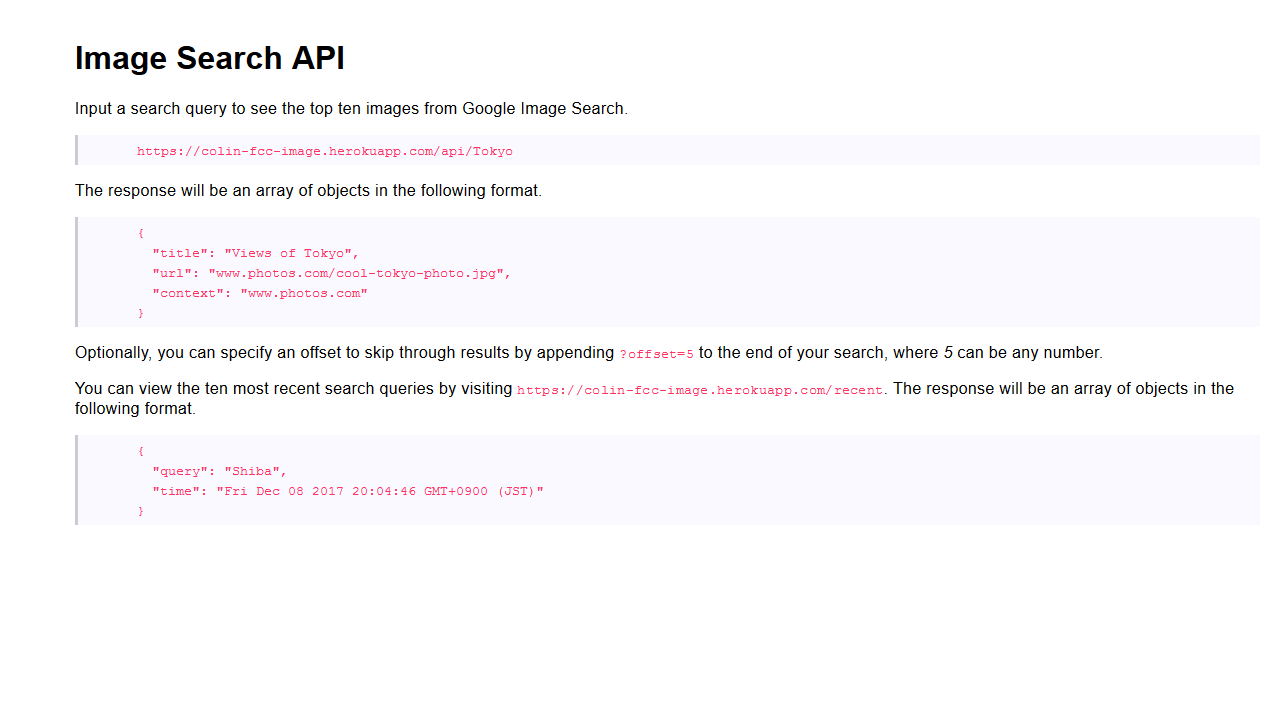 Image Search API
Input a search query to see the top ten images from Google Image Search.
https://colin-fcc-image.herokuapp.com/api/Tokyo
The response will be an array of objects in the following format.
{
"title": "Views of Tokyo",
"url": "www.photos.com/cool-tokyo-photo.jpg",
"context": "www.photos.com"
}
Optionally, you can specify an offset to skip through results by appending ?offset=5 to the end of your search, where 5 can be any number.
You can view the ten most recent search queries by visiting https://colin-fcc-image.herokuapp.com/recent. The response will be an array of objects in the
following format.
{
"query": "Shiba",
"time": "Fri Dec 08 2017 20:04:46 GMT+0900 (JST)"
}